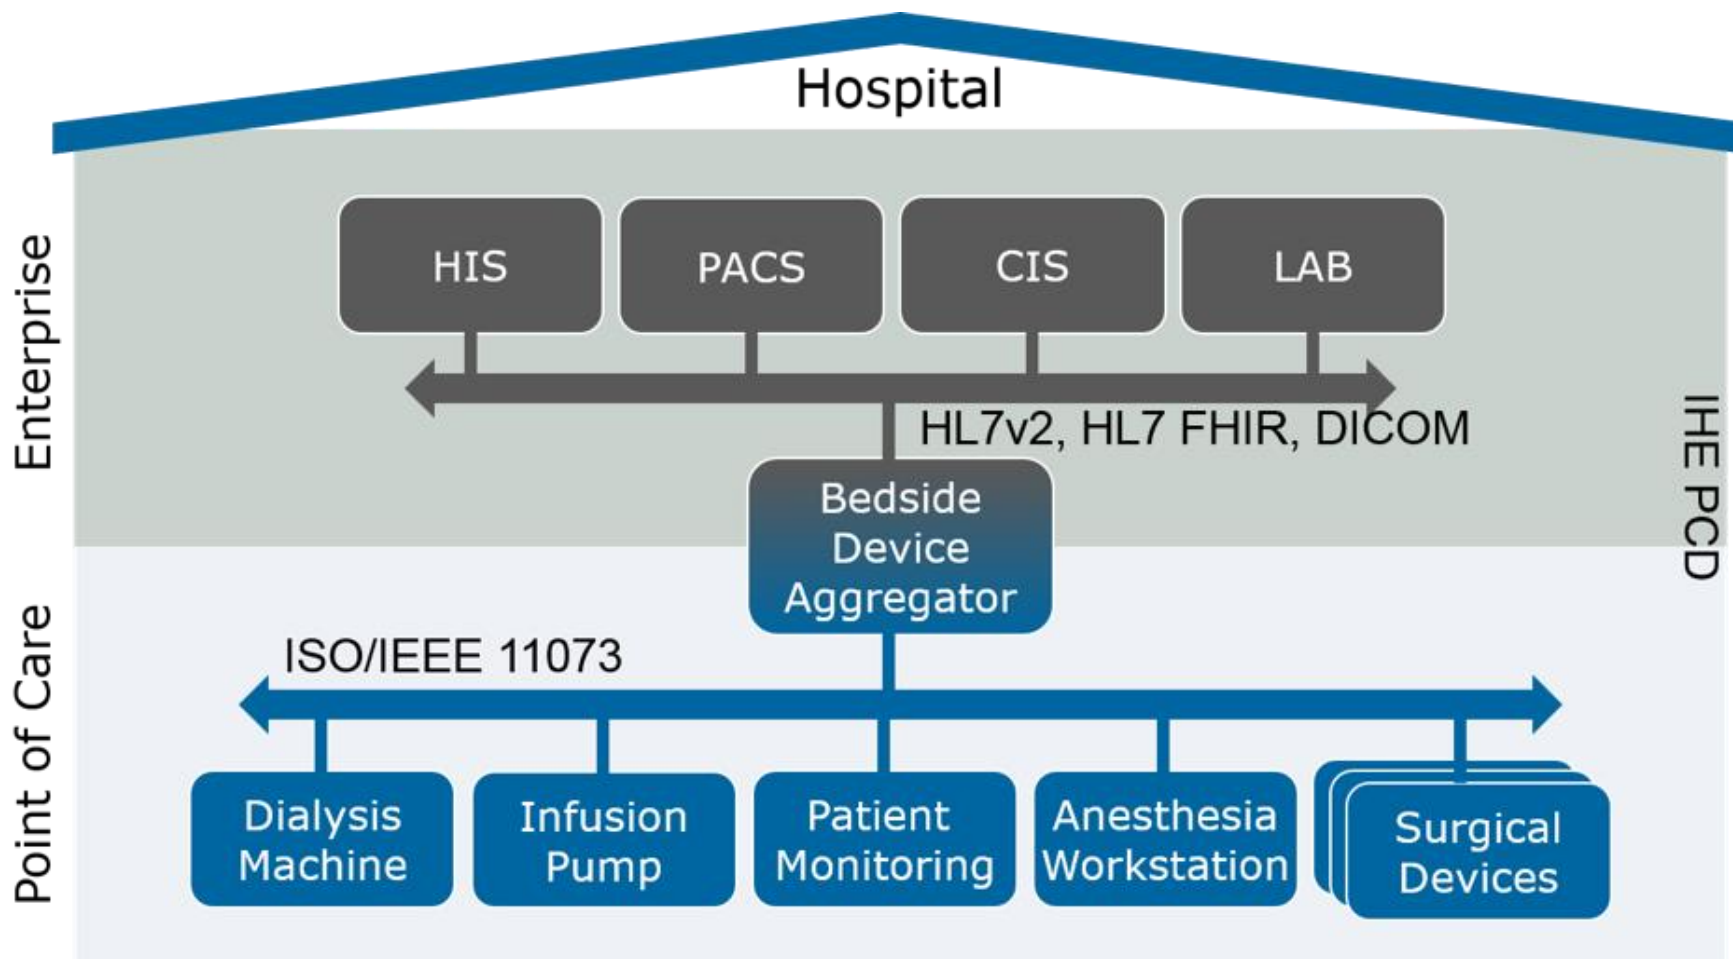 Hospital
Enterprise
HIS
PACS
CIS
LAB
HL7v2, HL7 FHIR, DICOM
IHE PCD
Bedside
Device
Aggregator
Point of Care
ISO/IEEE 11073
Dialysis
Machine
Infusion
Pump
Patient
Monitoring
Anesthesia
Workstation
Surgical
Devices